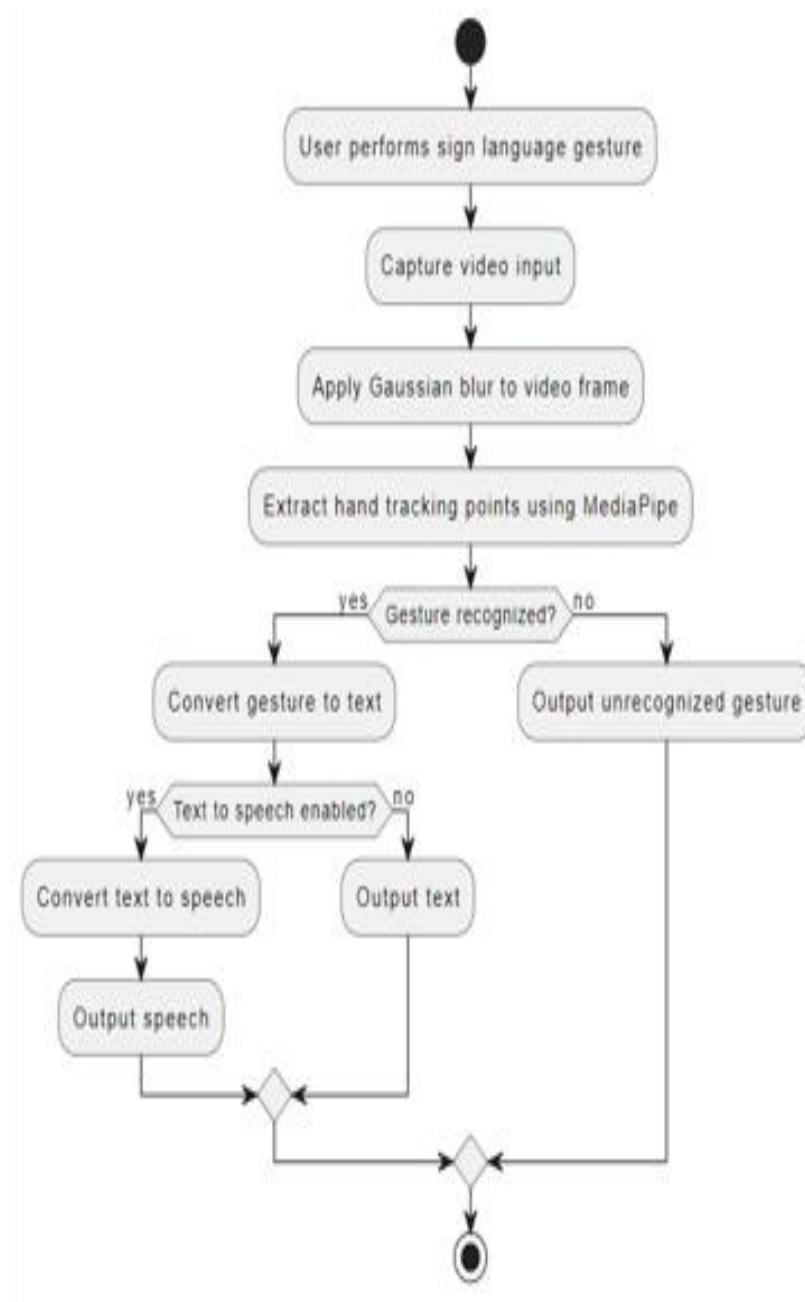 User performs sign language gesture
Capture video input
Apply Gaussian blur to video frame
Extract hand tracking points using MediaPipe
yes
Gesture recognized?
no
Convert gesture to text
Output unrecognized gesture
yes
Text to speech enabled?
no
Convert text to speech
Output text
Output speech